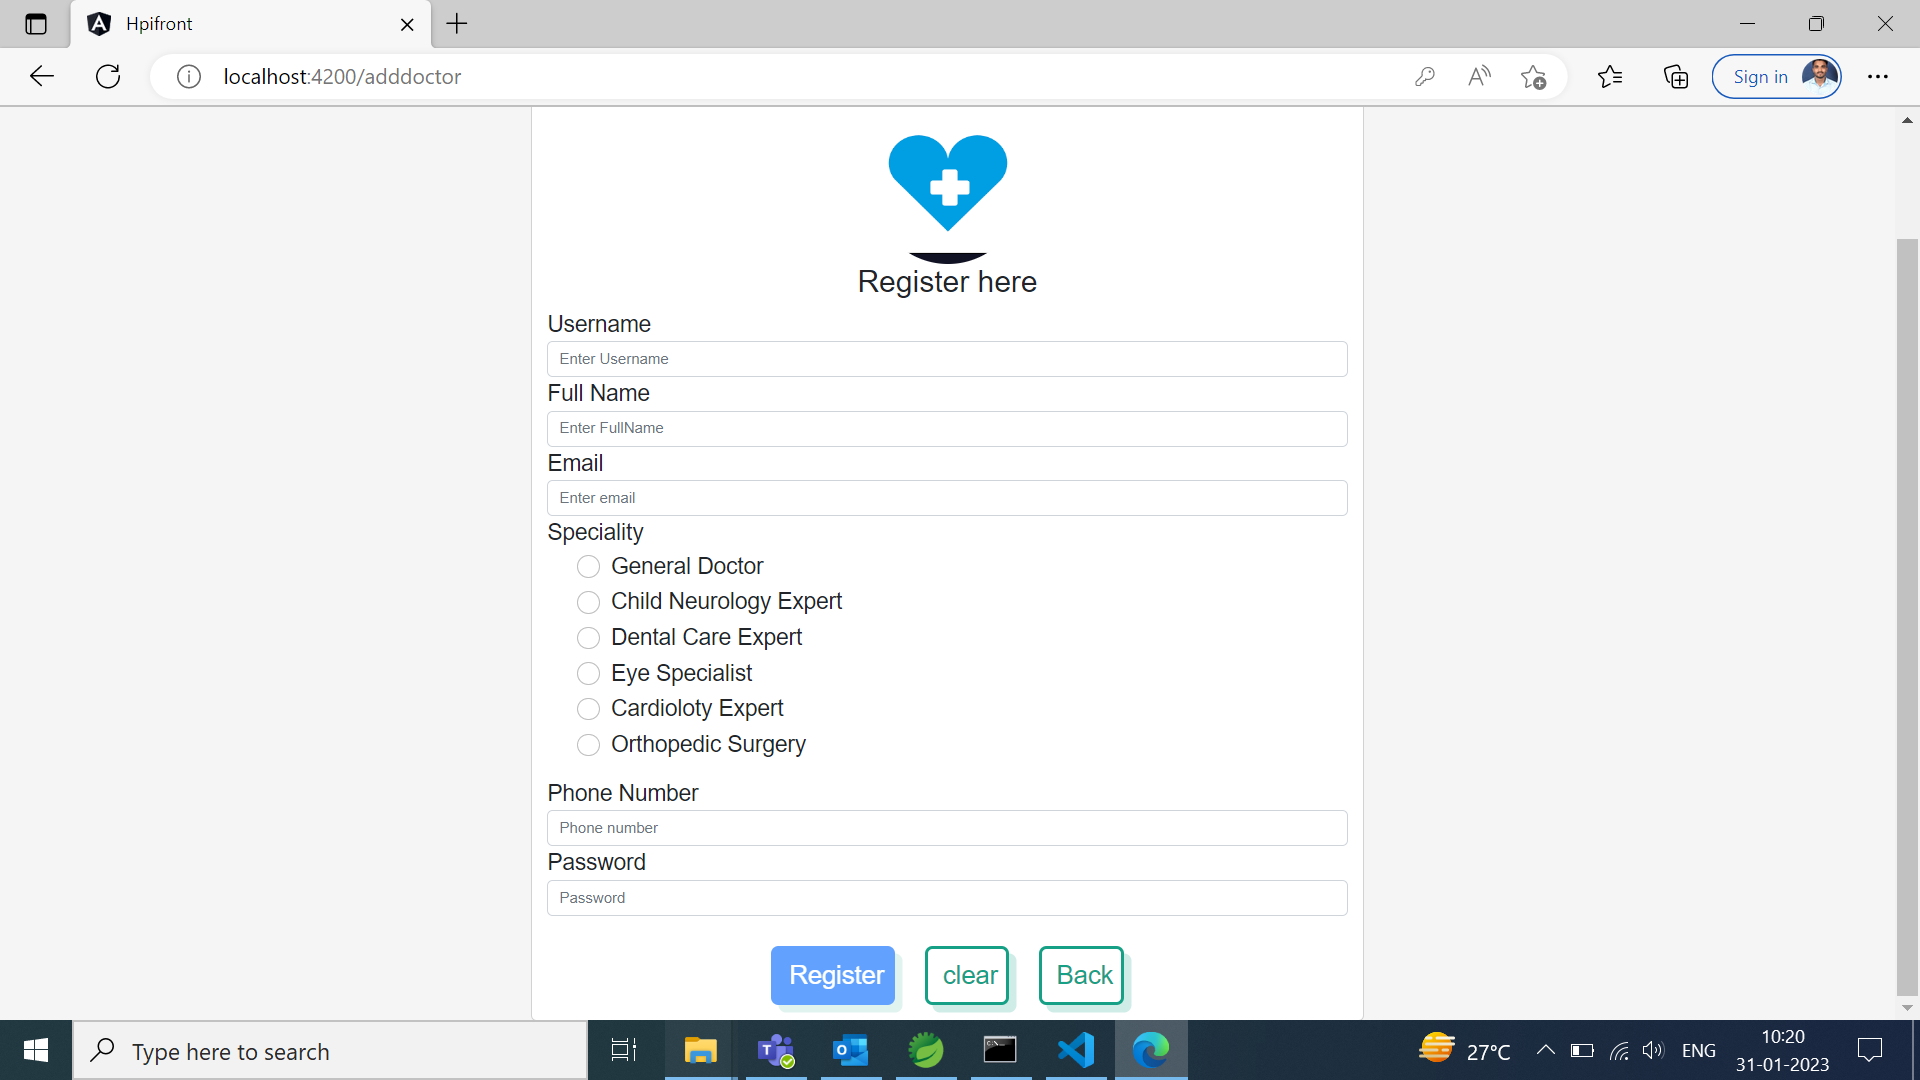 Hpifront
localhost:4200/adddoctor
Sign in
Register here
Username
Enter Username
Full Name
Enter FullName
Email
Enter email
Speciality
General Doctor
Child Neurology Expert
Dental Care Expert
Eye Specialist
Cardioloty Expert
Orthopedic Surgery
Phone Number
Phone number
Password
Password
Register clear Back
Type here to search
27°C
ENG
10:20
31-01-2023